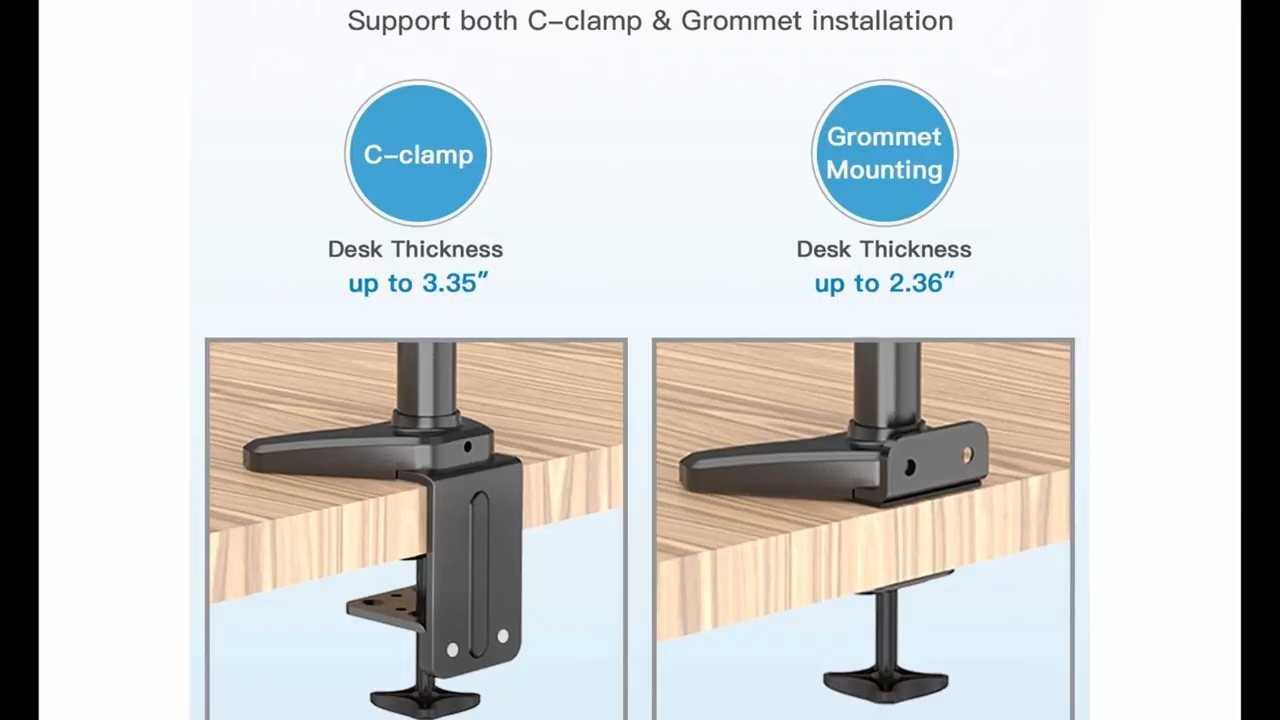 Support both C-clamp & Grommet installation
C-clamp
Grommet
Mounting
Desk Thickness
up to 3.35″
Desk Thickness
up to 2.36″